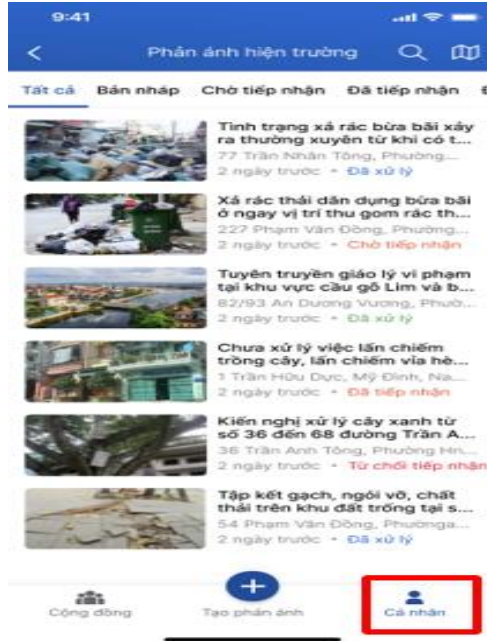 9:41
Phản ánh hiện trường
Tất cả Bản nháp Chờ tiếp nhận Đã tiếp nhận
Tình trạng xả rác bừa bãi xảy
ra thường xuyên từ khi có t...
77 Trần Nhân Tông, Phường...
2 ngày trước • Đã xử lý
Xả rác thải dân dụng bừa bãi
ở ngay vị trí thu gom rác th...
227 Phạm Văn Đồng, Phường...
2 ngày trước • Chờ tiếp nhận
Tuyên truyền giáo lý vi phạm
tại khu vực cầu gỗ Lim và b...
82/93 An Dương Vương, Phườ...
2 ngày trước • Đã xử lý
Chưa xử lý việc lấn chiếm
trồng cây, lấn chiếm vỉa hè...
1 Trần Hữu Dực, Mỹ Đình, Na...
2 ngày trước • Đã tiếp nhận
Kiến nghị xử lý cây xanh từ
số 36 đến 68 đường Trần A...
36 Trần Anh Tông, Phường Hn...
2 ngày trước • Từ chối tiếp nhận
Tập kết gạch, ngói vỡ, chất
thải trên khu đất trống tại s...
54 Phạm Văn Đồng, Phường a...
2 ngày trước • Đã xử lý
Cộng đồng Tạo phản ánh Cá nhân